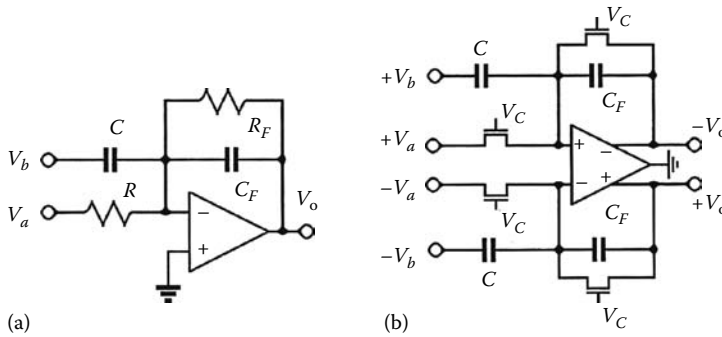 R_F
C
V_b
C_F
R
V_o
V_a
−
+
(a)
V_C
C
+V_b
C_F
V_C
+V_a
+
−
−V_o
−V_a
−
+
+V_o
V_C
C_F
−V_b
C
V_C
(b)